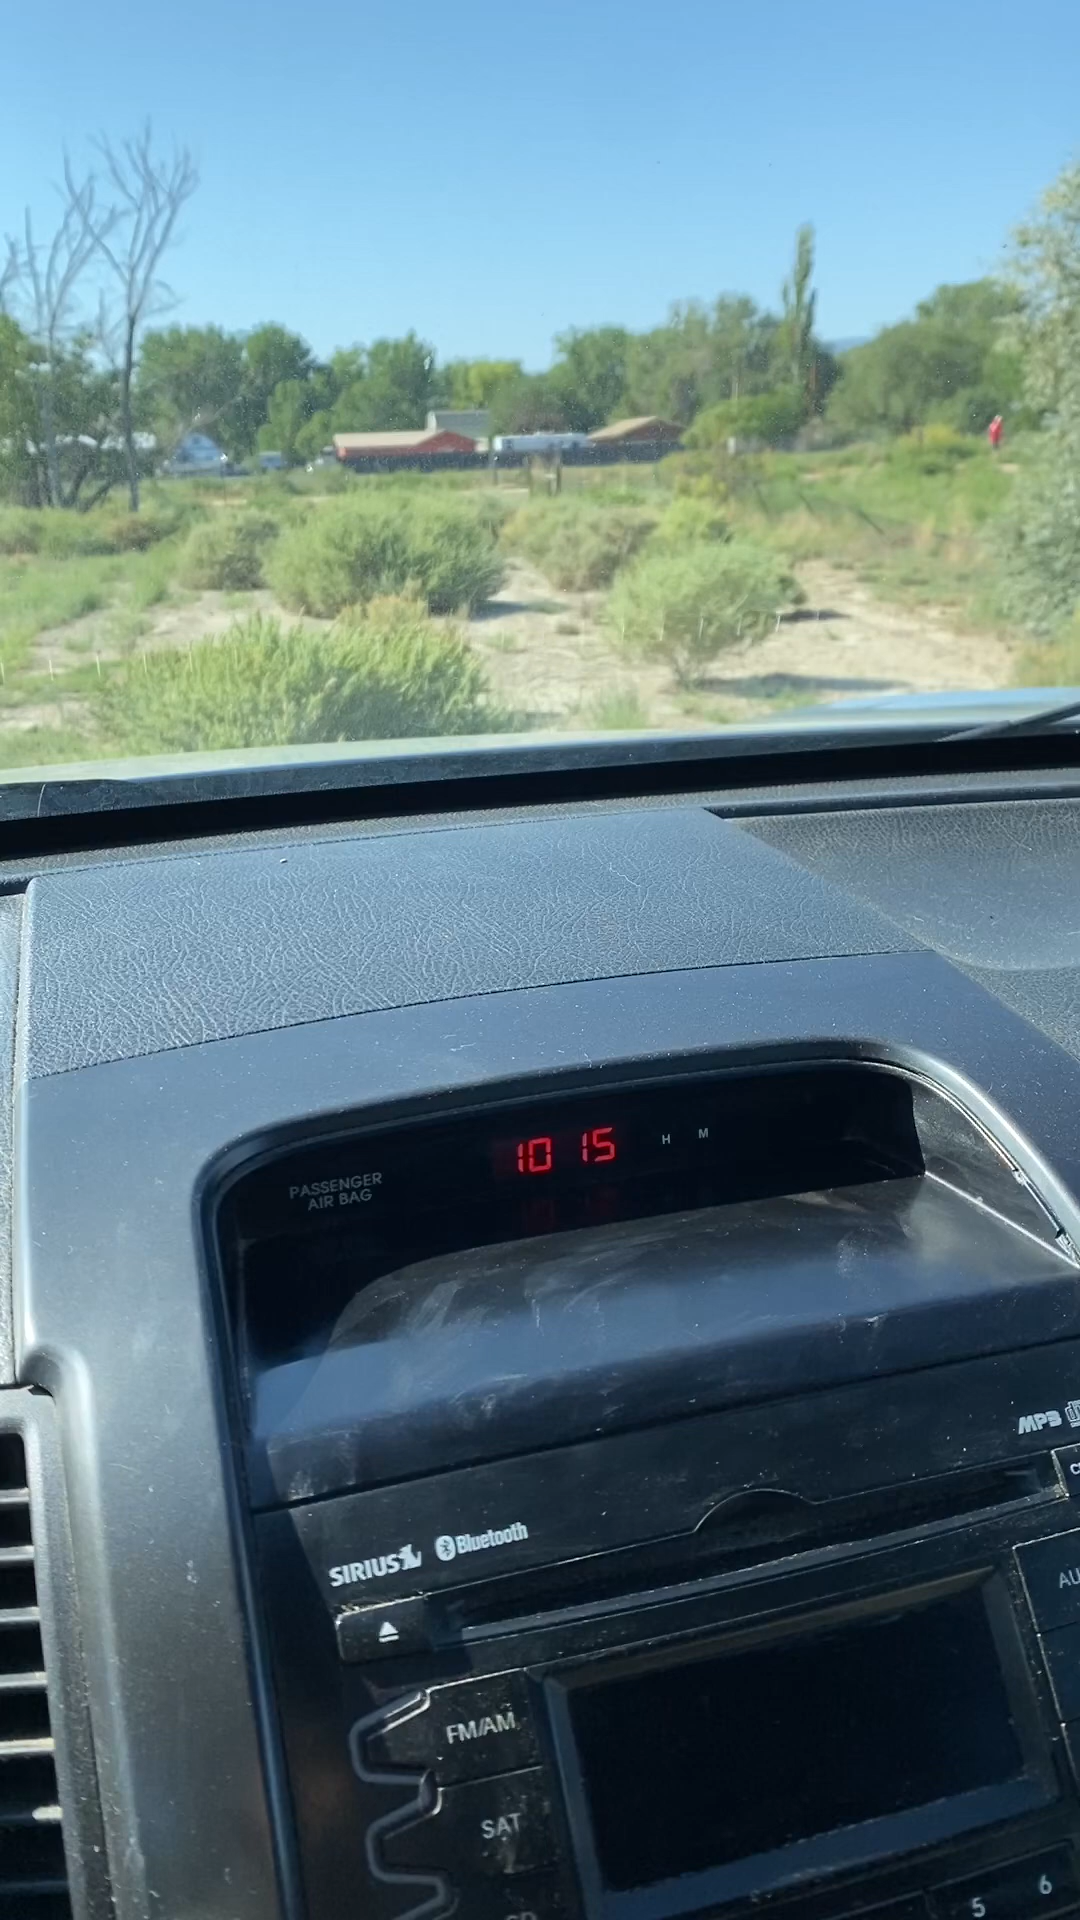 10 15 H M
PASSENGER
AIR BAG
MP3
SIRIUS Bluetooth
FM/AM
SAT
5 6